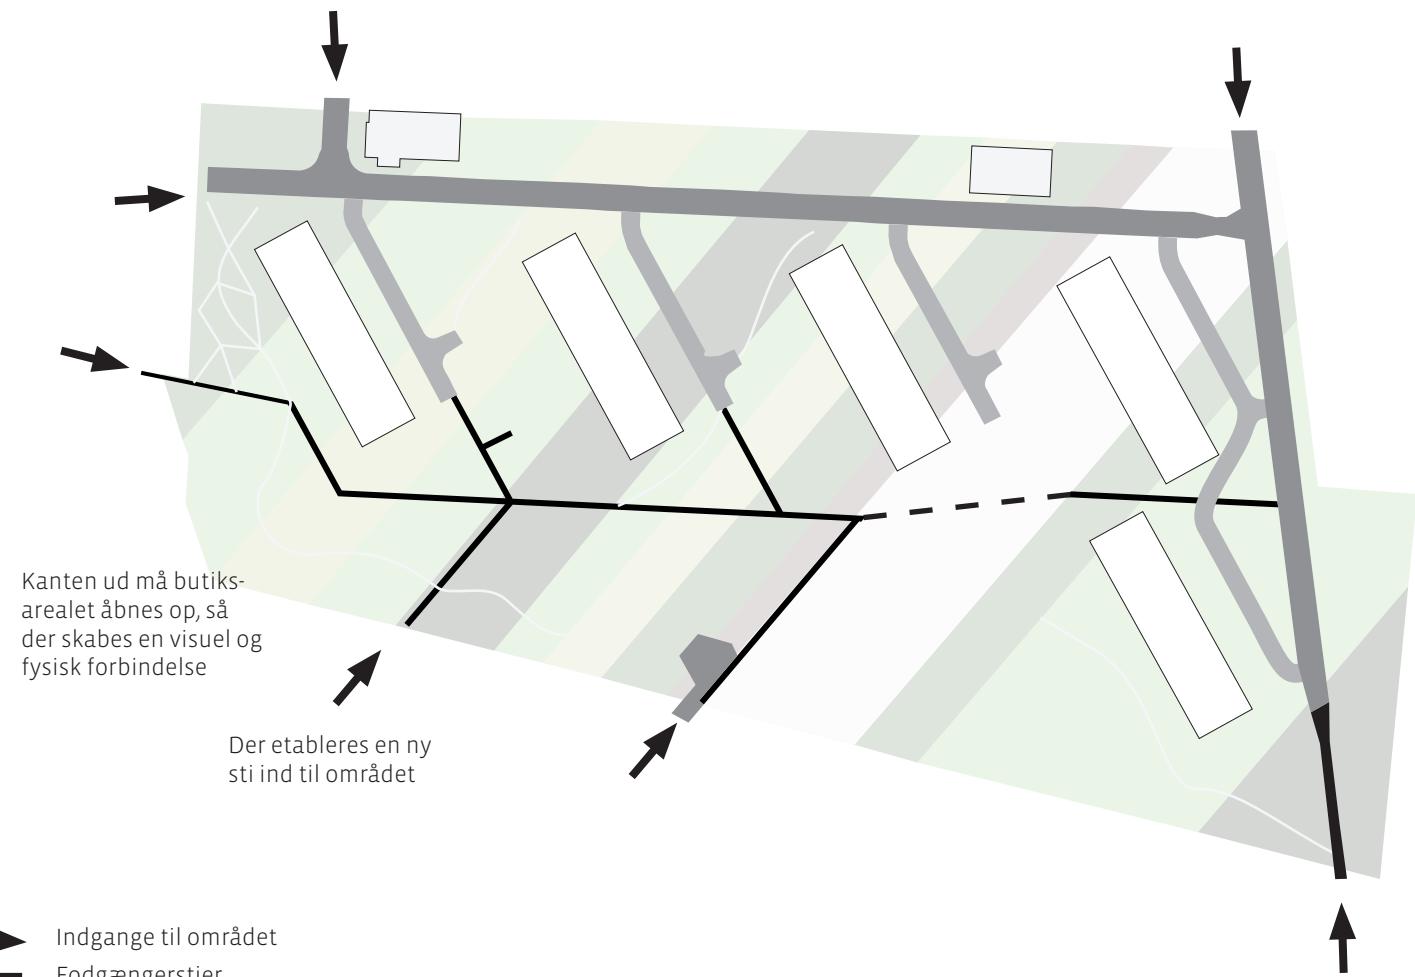 Kanten ud må butiks-
arealet åbnes op, så
der skabes en visuel og
fysisk forbindelse
Der etableres en ny
sti ind til området
Indgange til området
Fodgængerstier